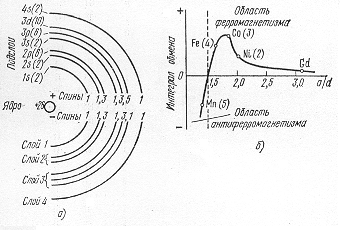 4s(2)
3d(10)
3p(6)
3s(2)
2p(6)
2s(2)
1s(2)
Подслои
Ядро +26
+ Спины 1 1,3 1,3,5 1
− Спины 1 1,3 1,3,1 1
Слой 1
Слой 2
Слой 3
Слой 4
а)
Область
ферромагнетизма
Интеграл обмена
+
0
−
Fe (4)
Co (3)
Ni (2)
Gd
Mn (5)
1,5 2,0 2,5 3,0 a/d
Область
антиферромагнетизма
б)